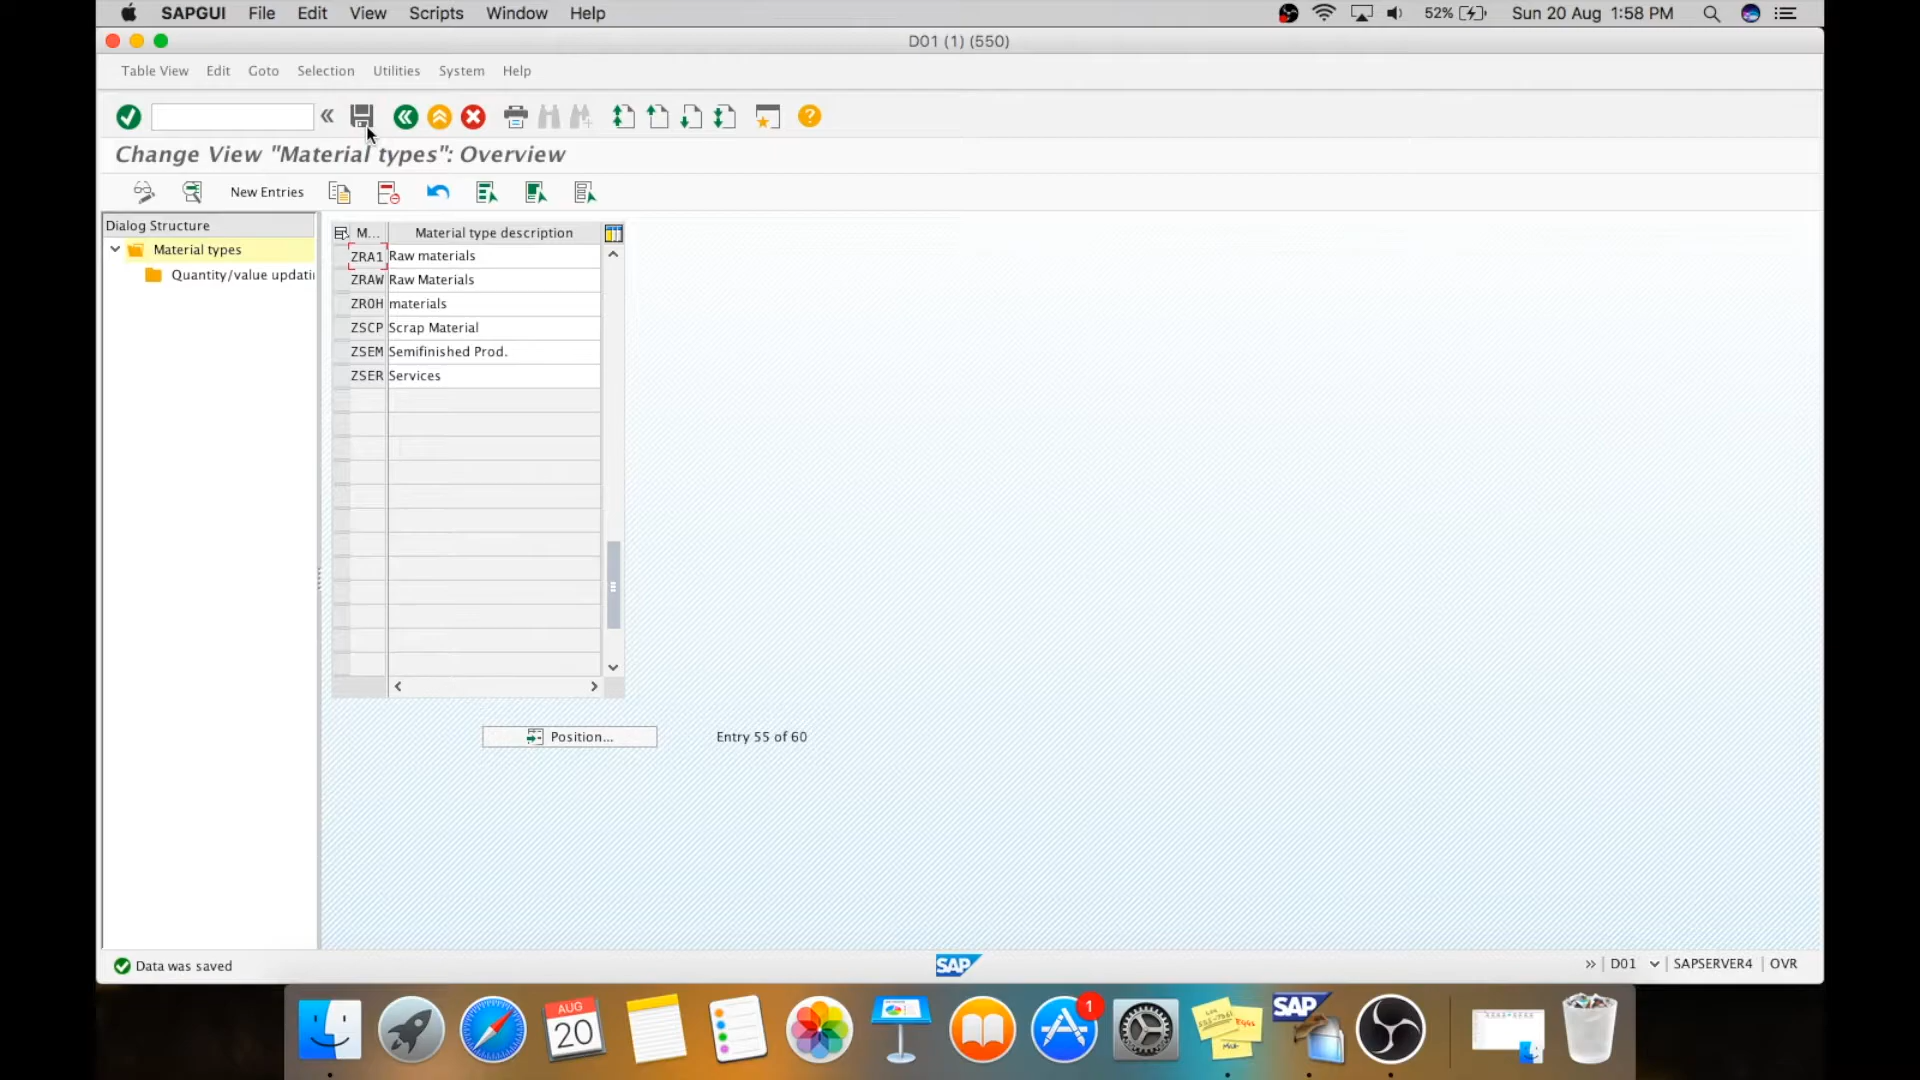 SAPGUI File Edit View Scripts Window Help 52% Sun 20 Aug 1:58 PM
D01 (1) (550)
Table View Edit Goto Selection Utilities System Help
Change View "Material types": Overview
New Entries
Dialog Structure
Material types
Quantity/value updati
M... Material type description
ZRA1 Raw materials
ZRAW Raw Materials
ZROH materials
ZSCP Scrap Material
ZSEM Semifinished Prod.
ZSER Services
Position... Entry 55 of 60
Data was saved
SAP
D01 SAPSERVER4 OVR
AUG
20
1
SAP